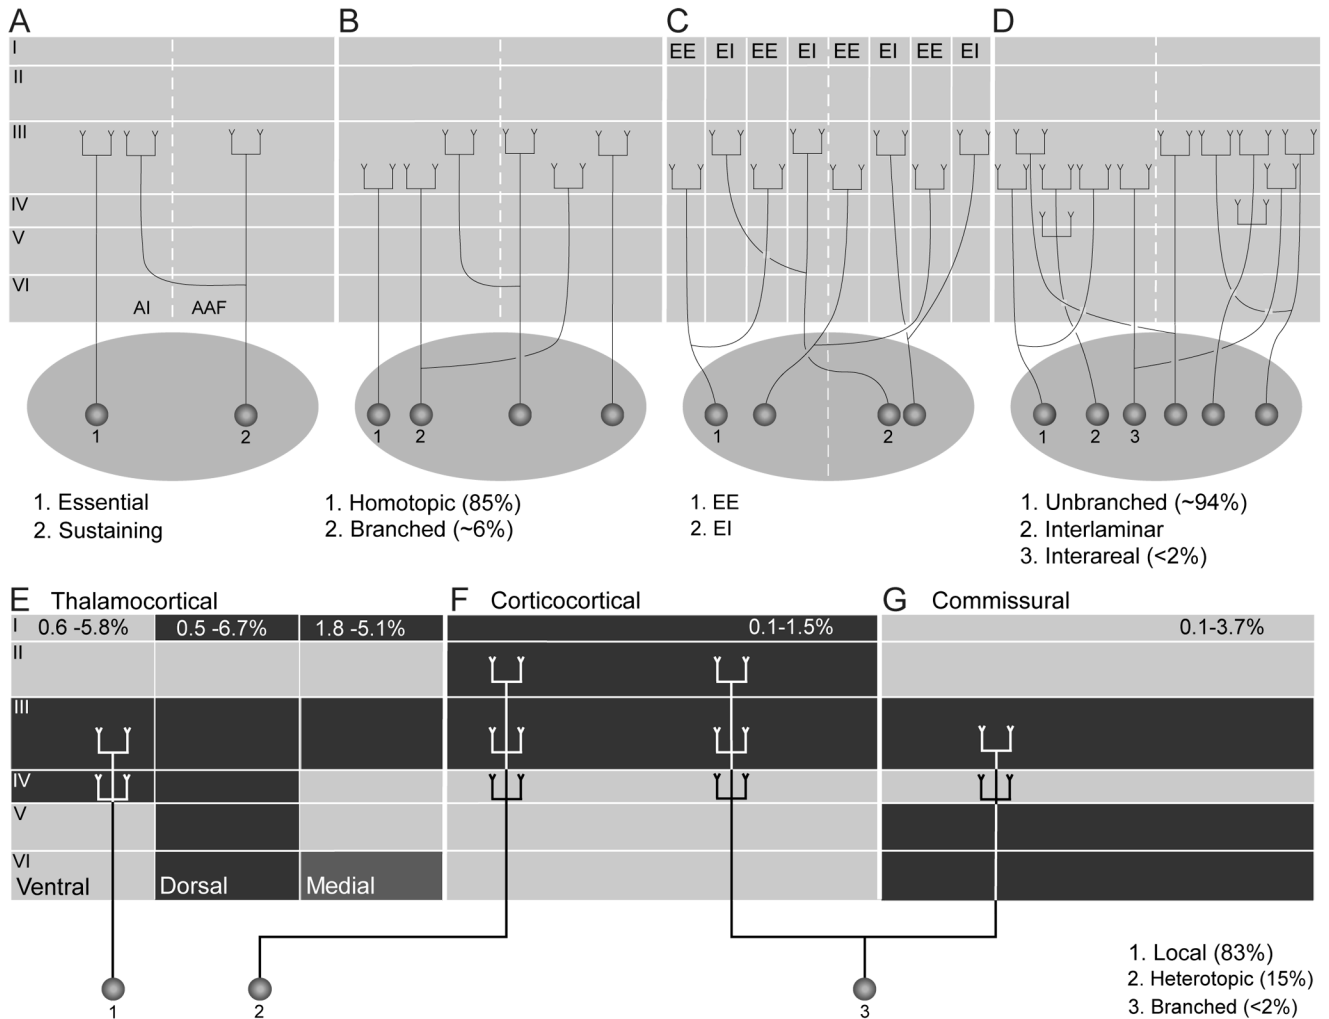 A
B
C
D
I
II
III
IV
V
VI
EE EI EE EI EE EI EE EI
AI AAF
1 2
1 2
1 2
1 2 3
1. Essential
2. Sustaining
1. Homotopic (85%)
2. Branched (~6%)
1. EE
2. EI
1. Unbranched (~94%)
2. Interlaminar
3. Interareal (<2%)
E Thalamocortical
F Corticocortical
G Commissural
I 0.6 -5.8% 0.5 -6.7% 1.8 -5.1% 0.1-1.5% 0.1-3.7%
II
III
IV
V
VI
Ventral Dorsal Medial
1 2 3
1. Local (83%)
2. Heterotopic (15%)
3. Branched (<2%)